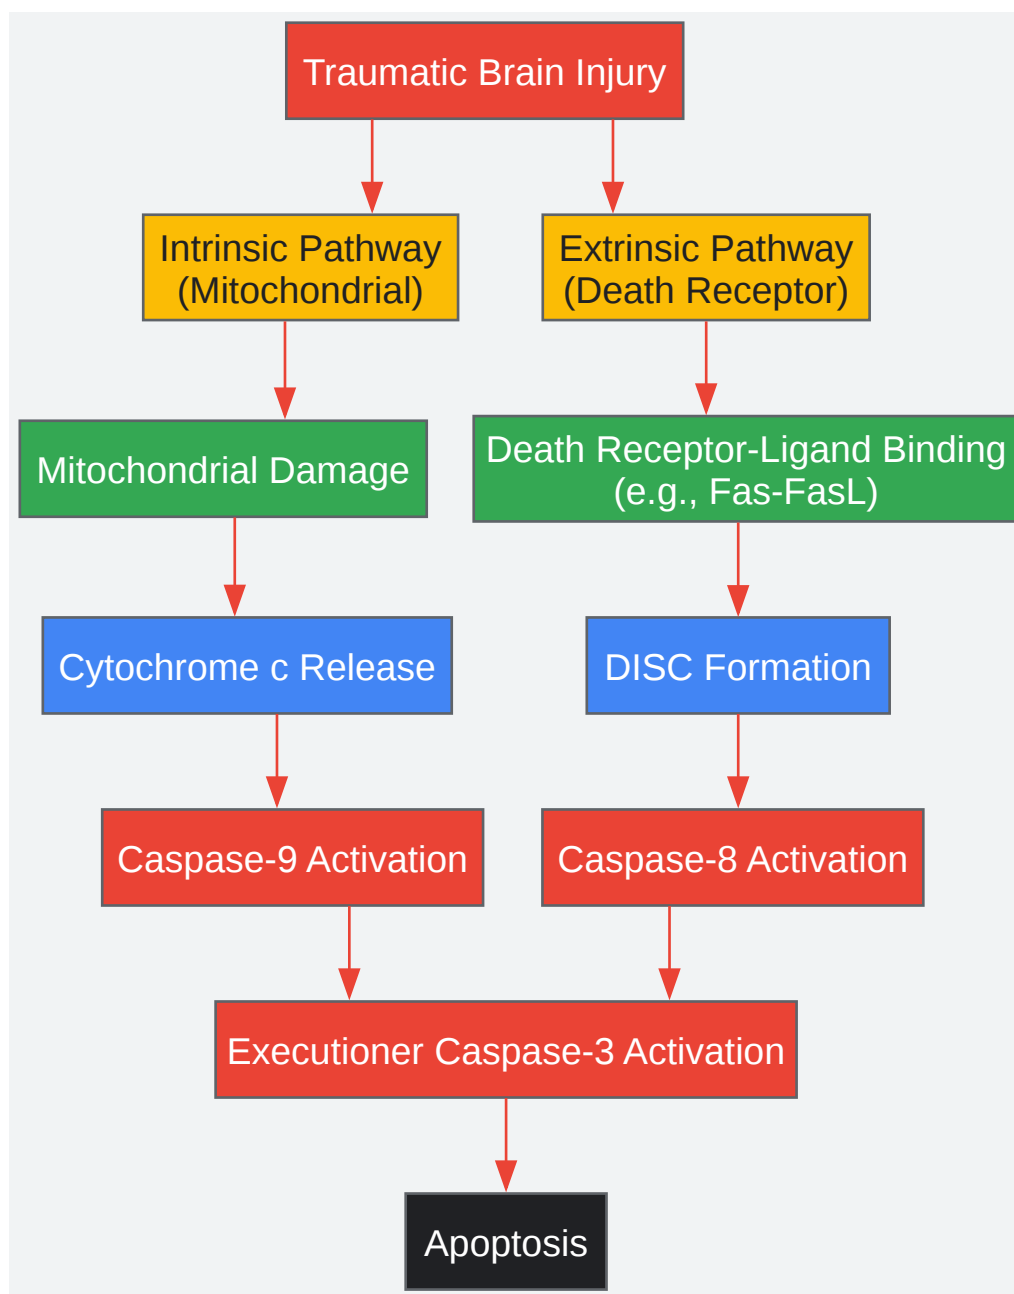 Traumatic Brain Injury
Intrinsic Pathway
(Mitochondrial)
Extrinsic Pathway
(Death Receptor)
Mitochondrial Damage
Death Receptor-Ligand Binding
(e.g., Fas-FasL)
Cytochrome c Release
DISC Formation
Caspase-9 Activation
Caspase-8 Activation
Executioner Caspase-3 Activation
Apoptosis